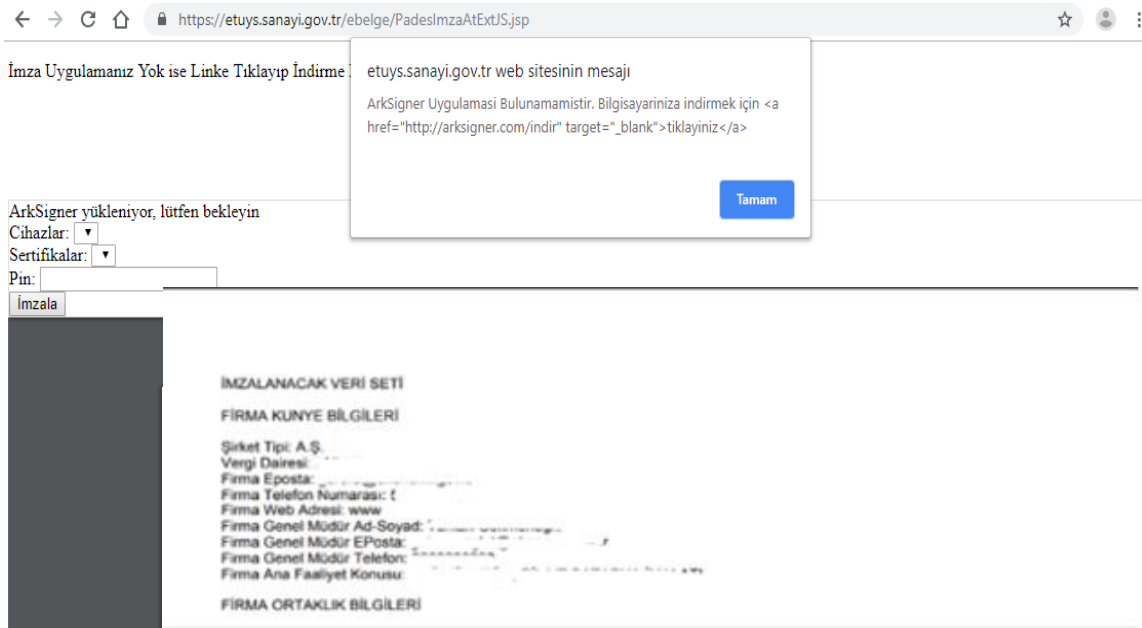 https://etuys.sanayi.gov.tr/ebelge/PadesImzaAtExtJS.jsp
İmza Uygulamanız Yok ise Linke Tıklayıp İndirme
etuys.sanayi.gov.tr web sitesinin mesajı
ArkSigner Uygulamasi Bulunamamistir. Bilgisayariniza indirmek için <a
href="http://arksigner.com/indir" target="_blank">tiklayiniz</a>
Tamam
ArkSigner yükleniyor, lütfen bekleyin
Cihazlar:
Sertifikalar:
Pin:
İmzala
İMZALANACAK VERİ SETİ
FİRMA KUNYE BİLGİLERİ
Şirket Tipi: A.Ş.
Vergi Dairesi:
Firma Eposta:
Firma Telefon Numarası:
Firma Web Adresi: www
Firma Genel Müdür Ad-Soyad:
Firma Genel Müdür EPosta:
Firma Genel Müdür Telefon:
Firma Ana Faaliyet Konusu:
FİRMA ORTAKLIK BİLGİLERİ